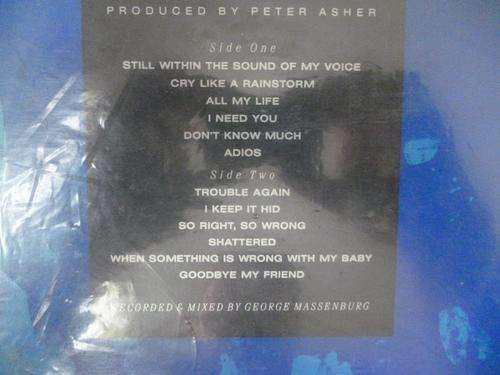 PRODUCED BY PETER ASHER
Side One
STILL WITHIN THE SOUND OF MY VOICE
CRY LIKE A RAINSTORM
ALL MY LIFE
I NEED YOU
DON'T KNOW MUCH
ADIOS
Side Two
TROUBLE AGAIN
I KEEP IT HID
SO RIGHT, SO WRONG
SHATTERED
WHEN SOMETHING IS WRONG WITH MY BABY
GOODBYE MY FRIEND
RECORDED & MIXED BY GEORGE MASSENBURG